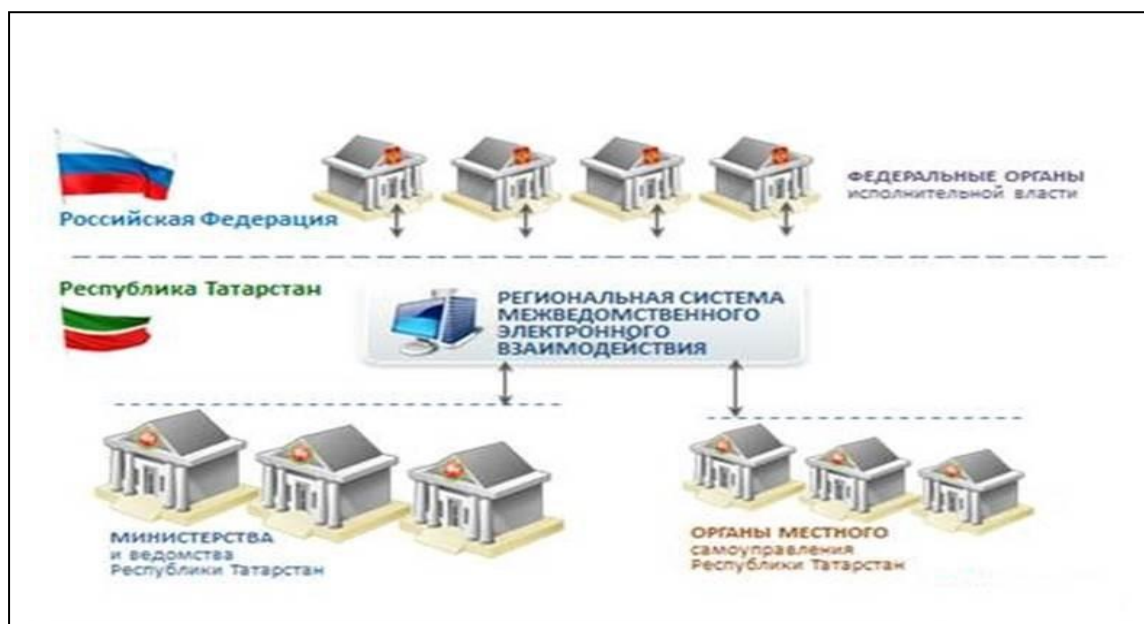 ФЕДЕРАЛЬНЫЕ ОРГАНЫ
исполнительной власти
Российская Федерация
Республика Татарстан
РЕГИОНАЛЬНАЯ СИСТЕМА
МЕЖВЕДОМСТВЕННОГО
ЭЛЕКТРОННОГО
ВЗАИМОДЕЙСТВИЯ
МИНИСТЕРСТВА
и ведомства
Республики Татарстан
ОРГАНЫ МЕСТНОГО
самоуправления
Республики Татарстан